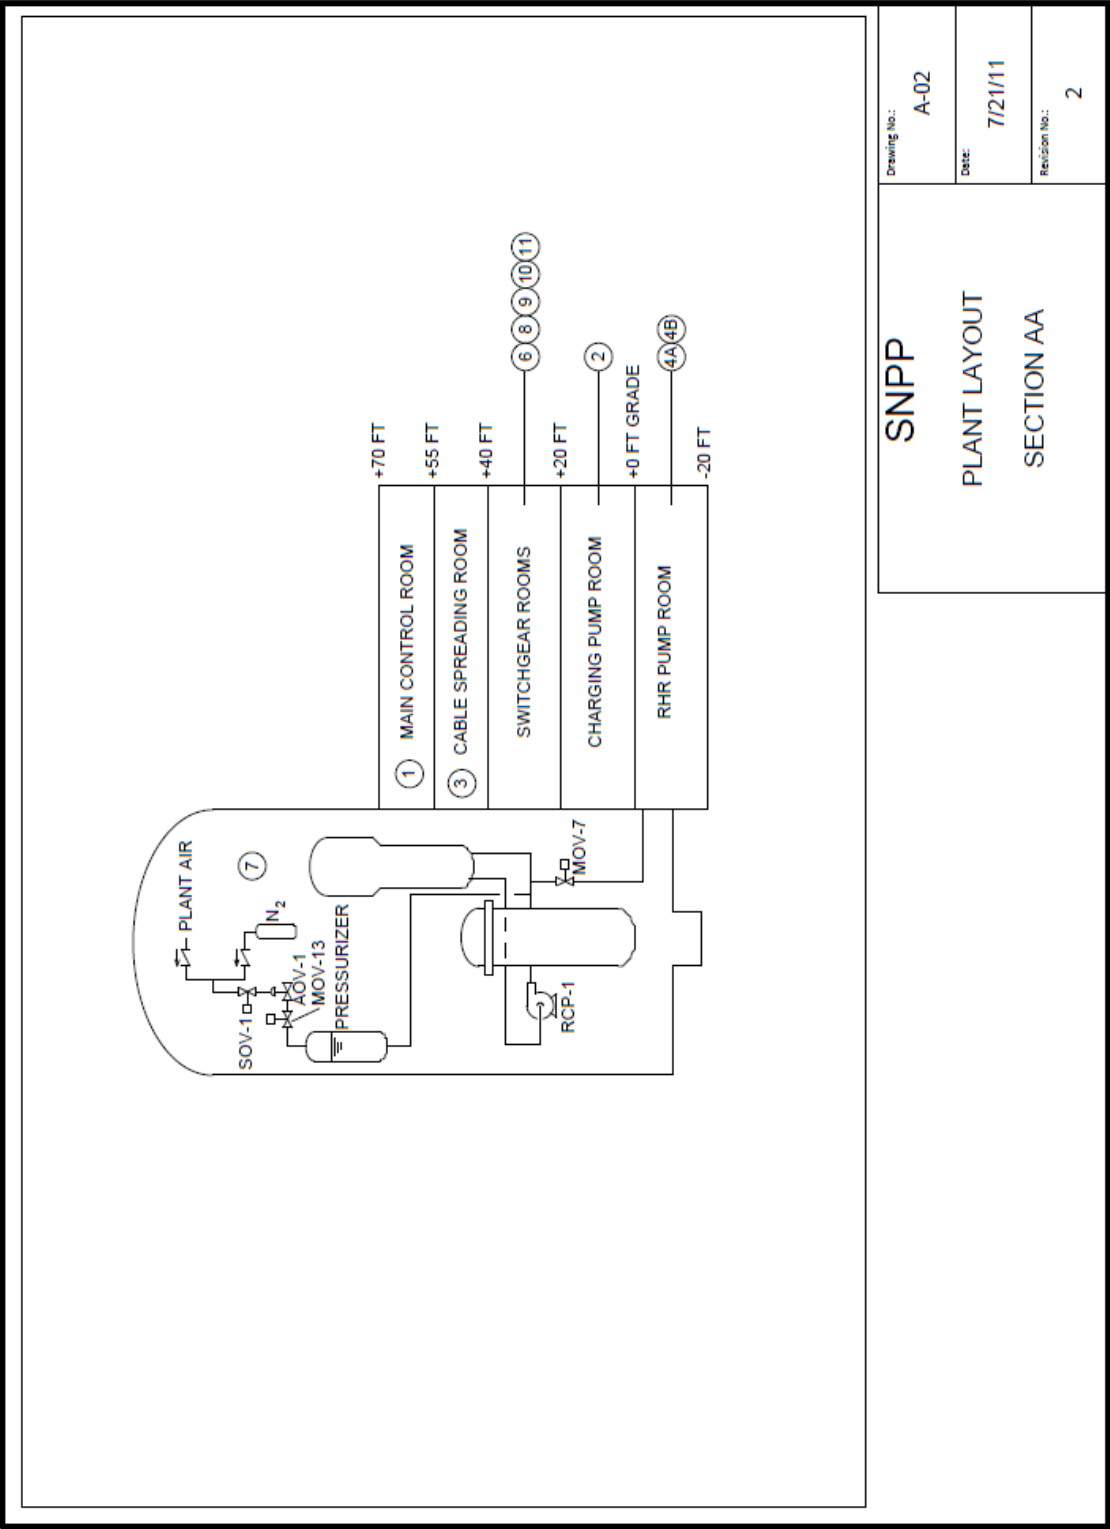 PLANT AIR
7
N2
SOV-1
AOV-1
MOV-13
PRESSURIZER
MOV-7
RCP-1
+70 FT
1 MAIN CONTROL ROOM
+55 FT
3 CABLE SPREADING ROOM
+40 FT
SWITCHGEAR ROOMS
6 8 9 10 11
+20 FT
CHARGING PUMP ROOM
2
+0 FT GRADE
RHR PUMP ROOM
4A 4B
-20 FT
SNPP
PLANT LAYOUT
SECTION AA
Drawing No.:
A-02
Date:
7/21/11
Revision No.:
2